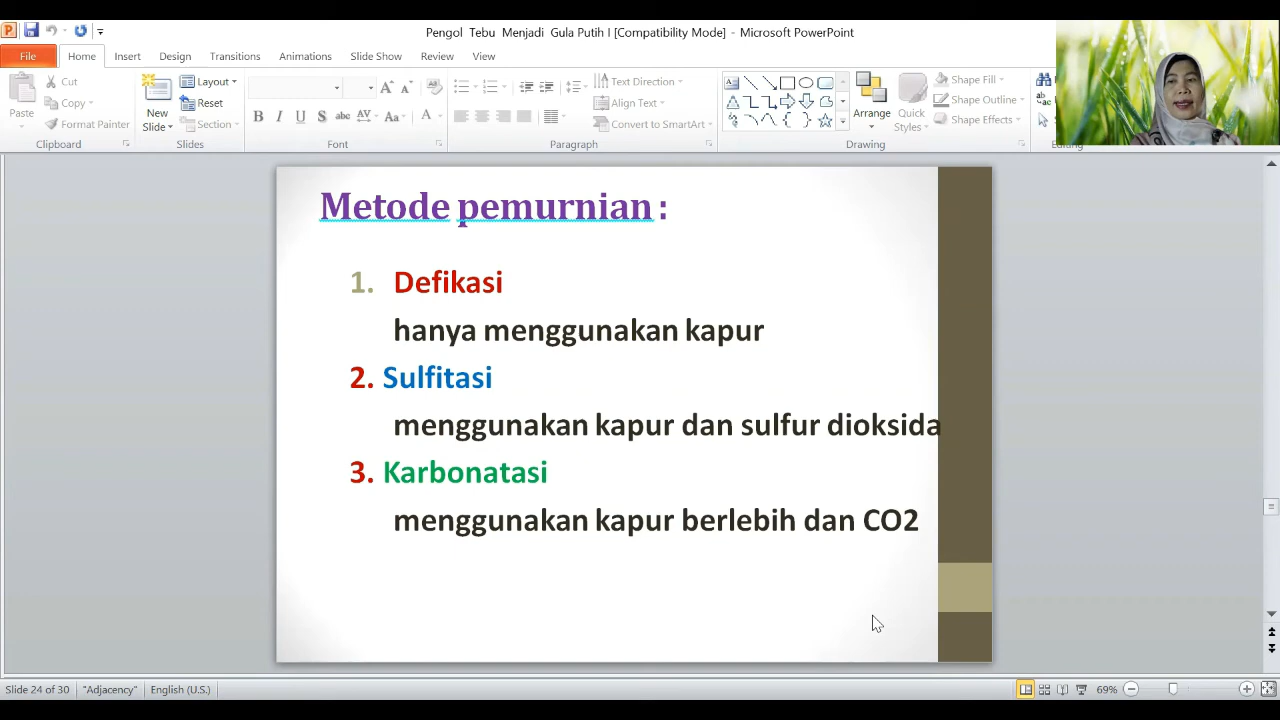 Pengol Tebu Menjadi Gula Putih I [Compatibility Mode] - Microsoft PowerPoint
File Home Insert Design Transitions Animations Slide Show Review View
Cut
Copy
Format Painter
Paste
Clipboard
New
Slide
Layout
Reset
Section
Slides
B I U S abc AV Aa A
Font
Text Direction
Align Text
Convert to SmartArt
Paragraph
Arrange
Quick
Styles
Shape Fill
Shape Outline
Shape Effects
Drawing
Editing
Metode pemurnian :
1. Defikasi
hanya menggunakan kapur
2. Sulfitasi
menggunakan kapur dan sulfur dioksida
3. Karbonatasi
menggunakan kapur berlebih dan CO2
Slide 24 of 30 "Adjacency" English (U.S.) 69%